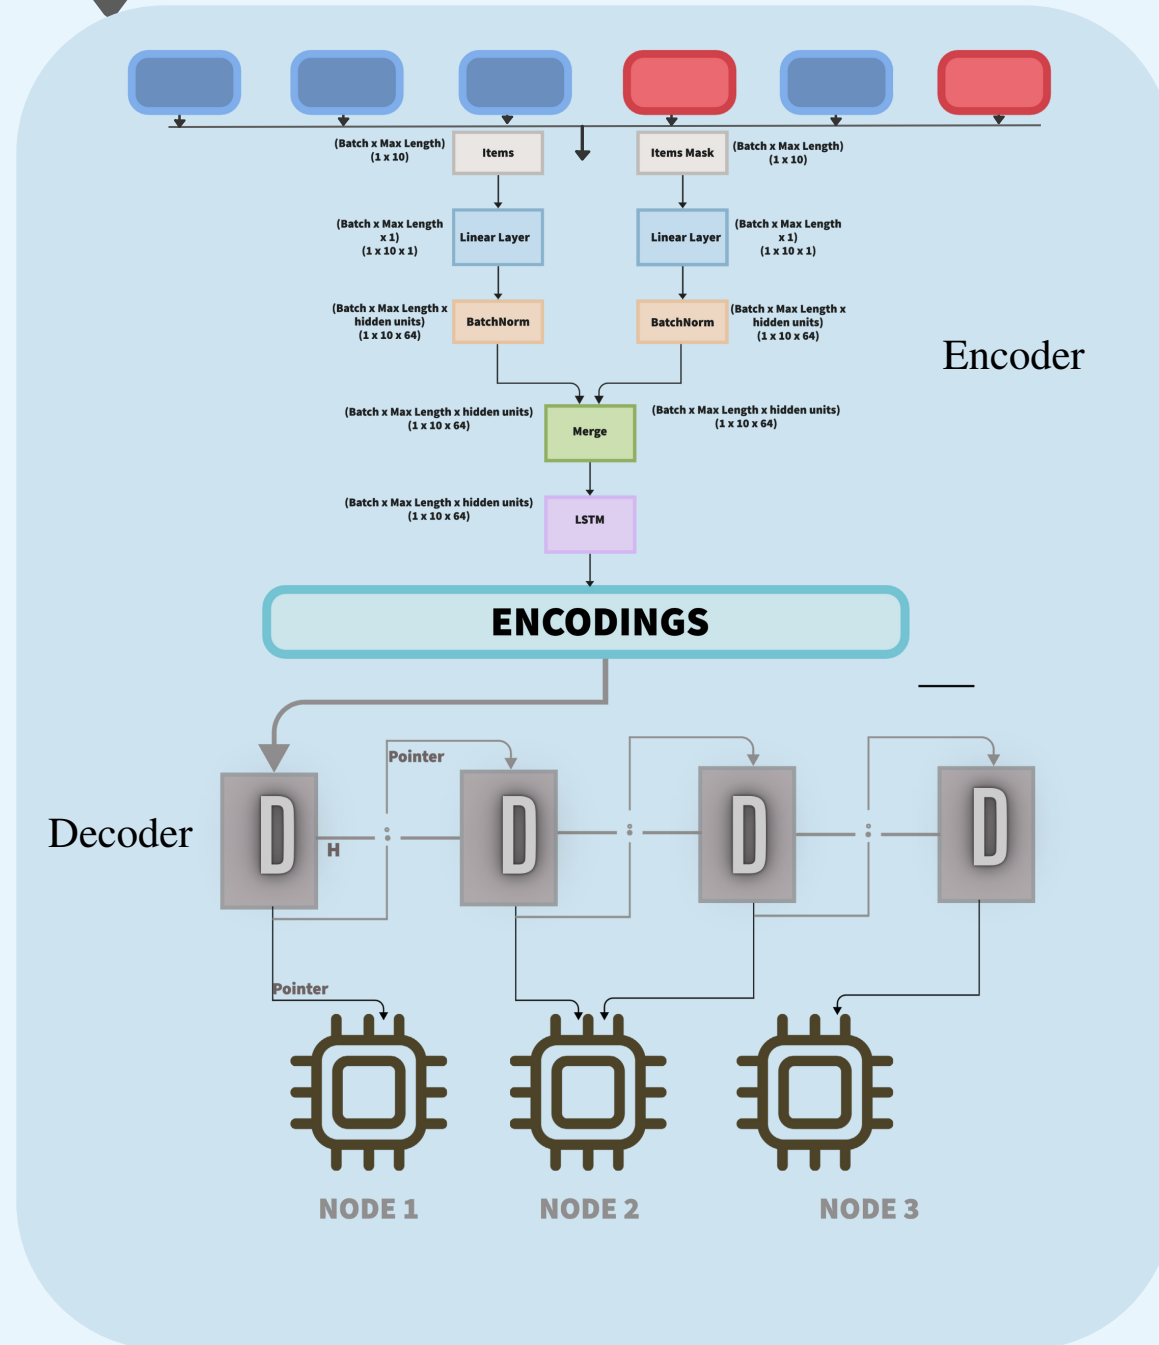 (Batch x Max Length)
(1 x 10)
Items
Items Mask
(Batch x Max Length)
(1 x 10)
(Batch x Max Length
x 1)
(1 x 10 x 1)
Linear Layer
Linear Layer
(Batch x Max Length
x 1)
(1 x 10 x 1)
(Batch x Max Length x
hidden units)
(1 x 10 x 64)
BatchNorm
BatchNorm
(Batch x Max Length x
hidden units)
(1 x 10 x 64)
Encoder
(Batch x Max Length x hidden units)
(1 x 10 x 64)
Merge
(Batch x Max Length x hidden units)
(1 x 10 x 64)
(Batch x Max Length x hidden units)
(1 x 10 x 64)
LSTM
ENCODINGS
Pointer
Decoder
D
H
D
D
D
Pointer
NODE 1
NODE 2
NODE 3